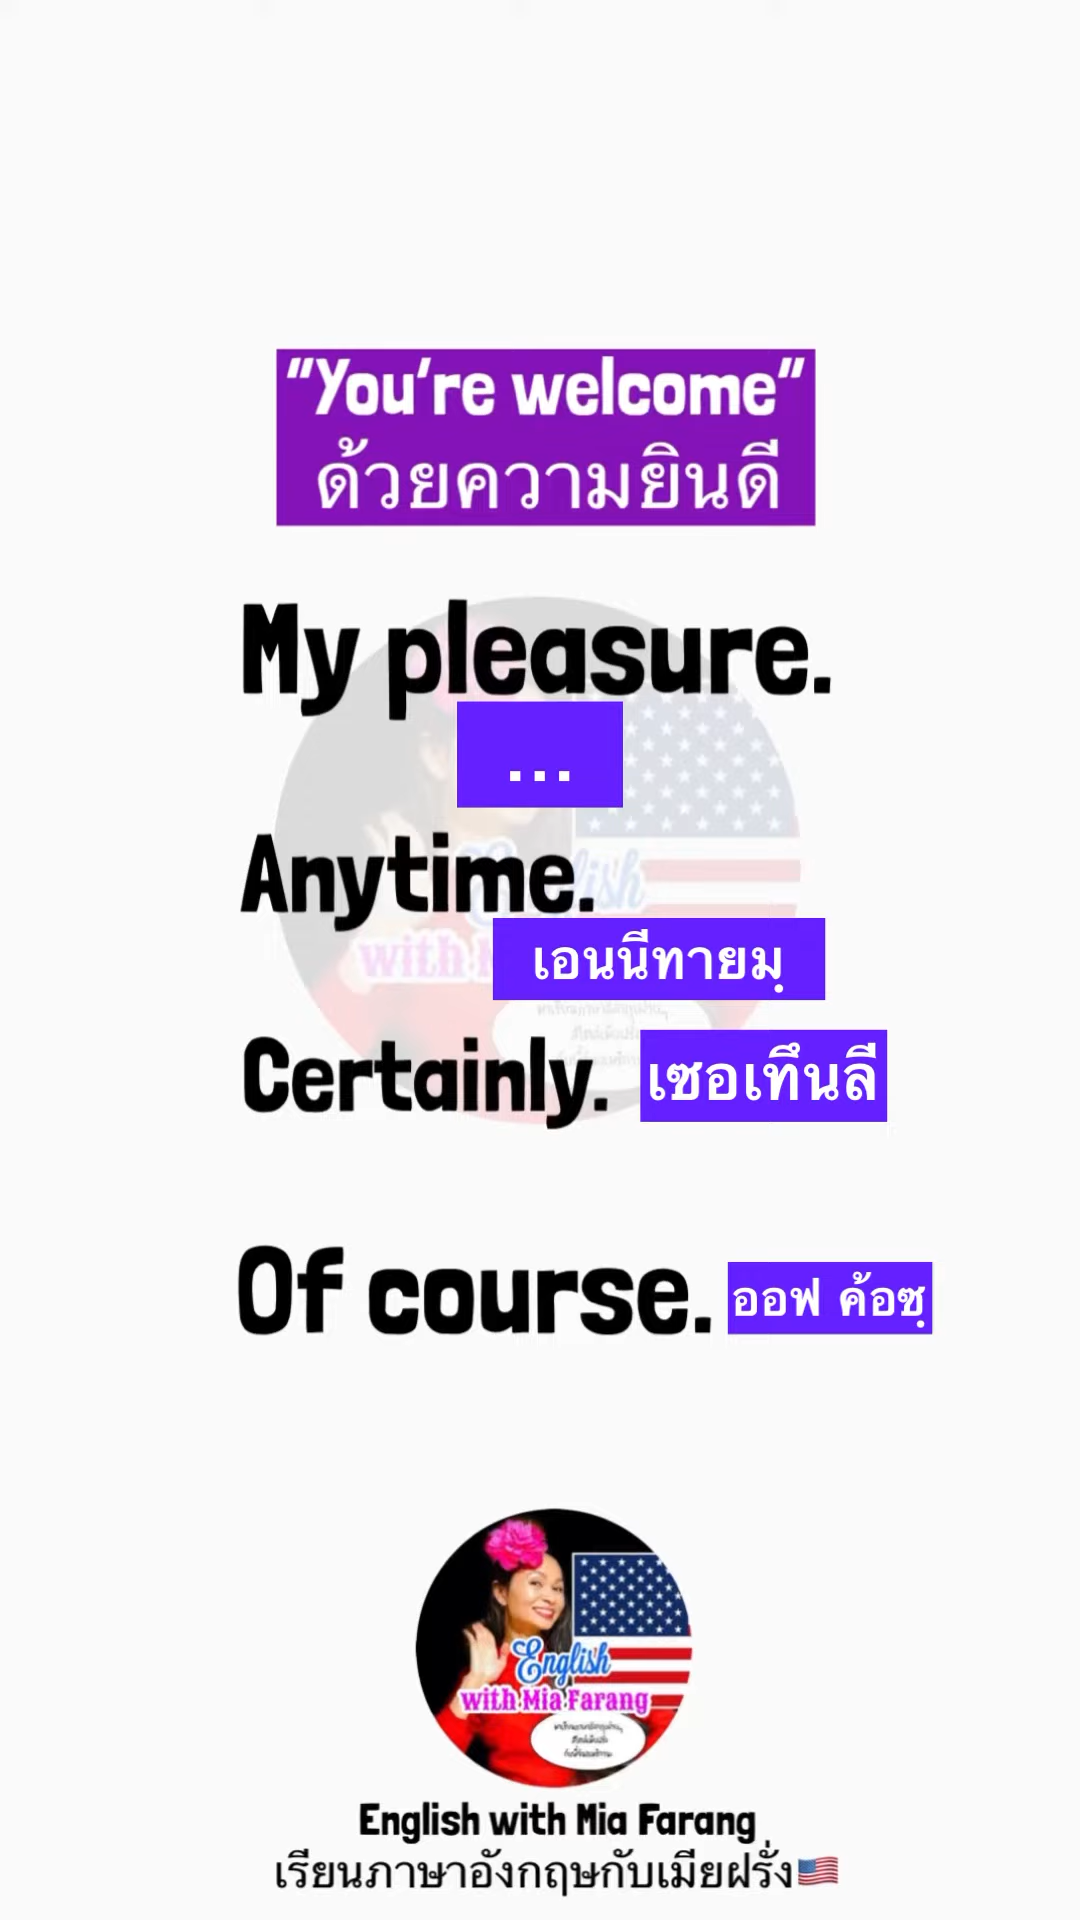 "You're welcome"
ด้วยความยินดี
My pleasure.
...
Anytime.
เอนนีทายมฺ
Certainly. เซอเทึนลี
Of course. ออฟ ค้อซฺ
English
with Mia Farang
English with Mia Farang
เรียนภาษาอังกฤษกับเมียฝรั่ง🇺🇸